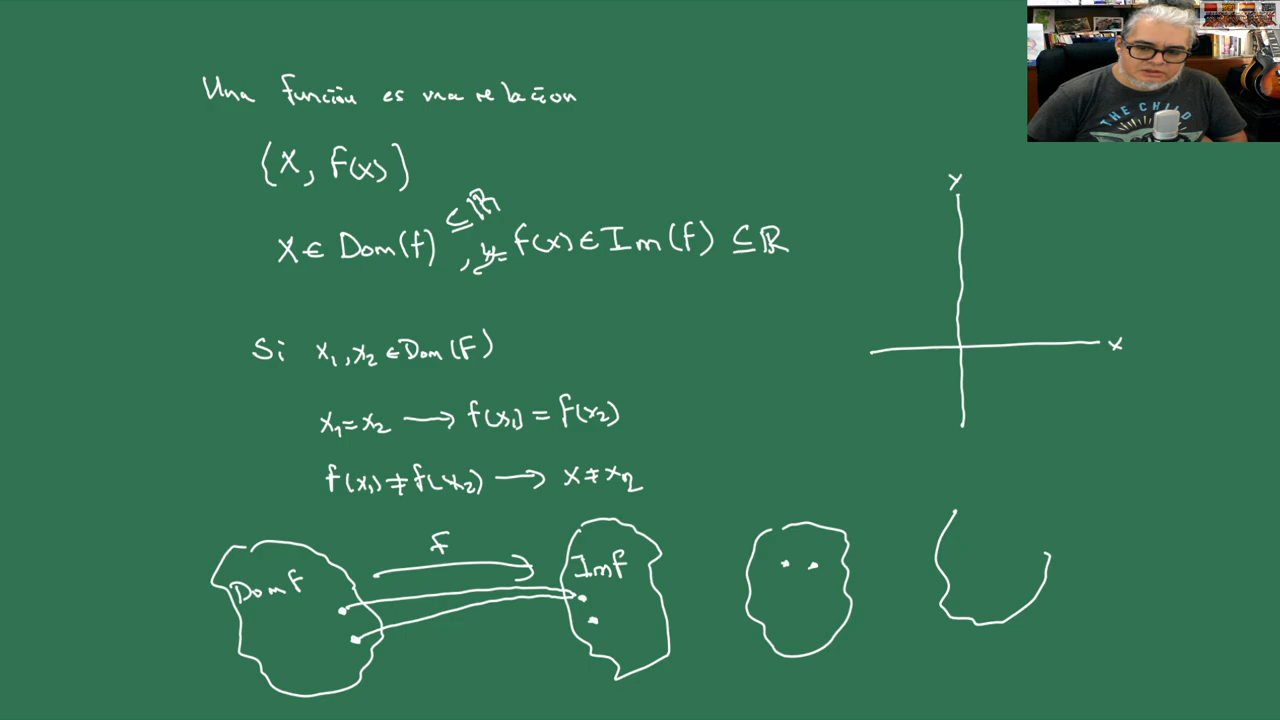 Una función es una relación
(x, f(x))
x ∈ Dom(f) ⊆ ℝ, y = f(x) ∈ Im(f) ⊆ ℝ
Si x₁, x₂ ∈ Dom(F)
x₁ = x₂ → f(x₁) = f(x₂)
f(x₁) ≠ f(x₂) → x ≠ x₂
Dom f
f
Im f
y
x
THE CHILD